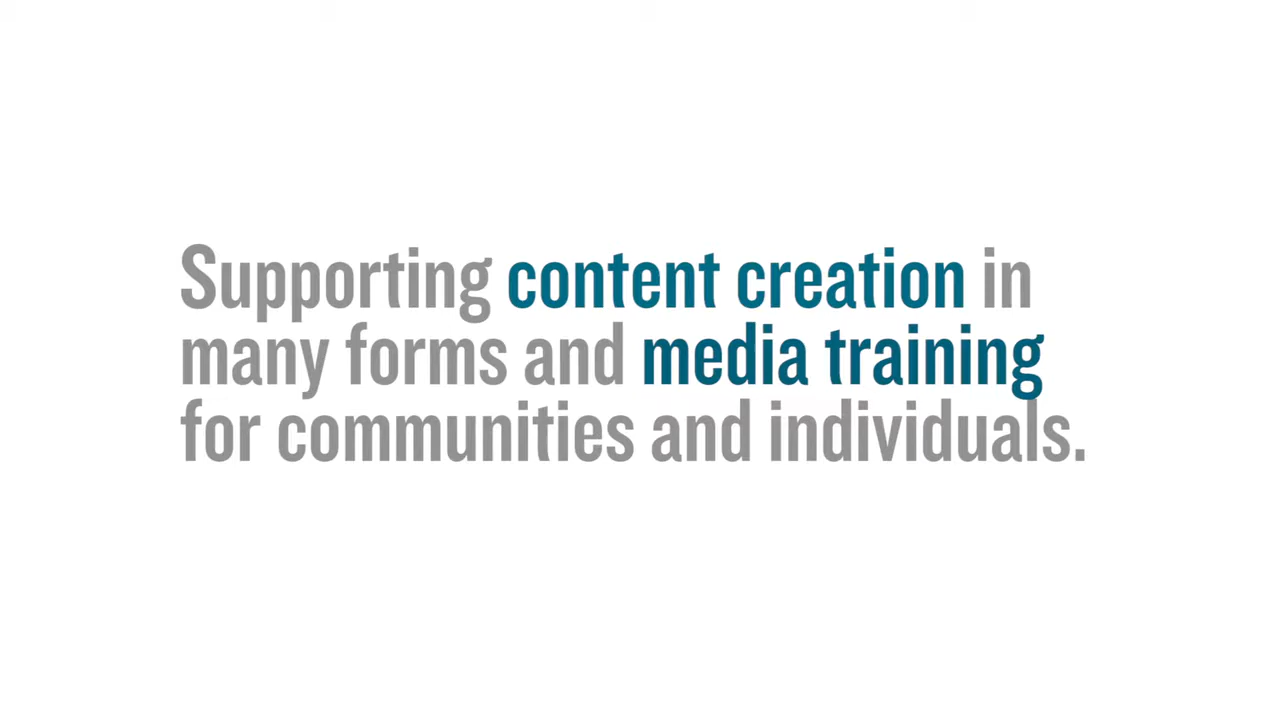 Supporting content creation in
many forms and media training
for communities and individuals.